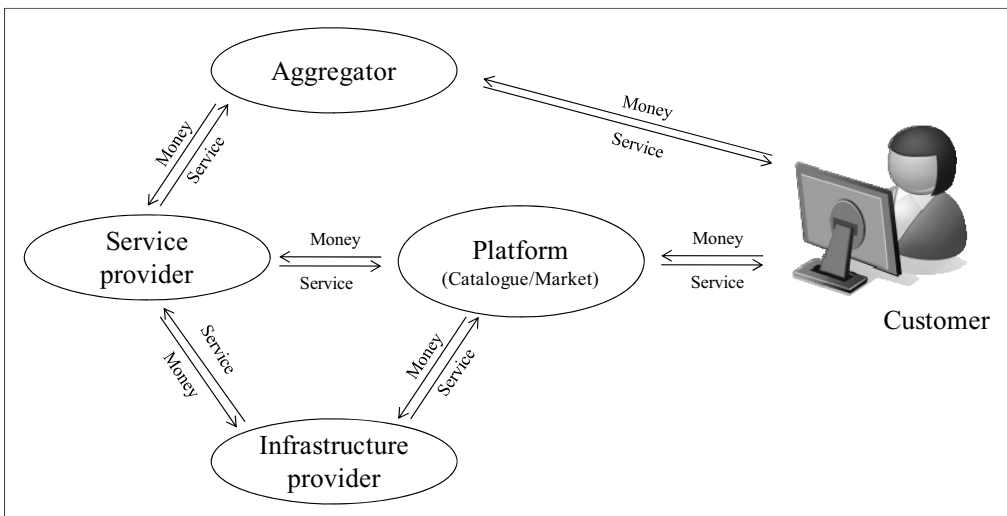 Aggregator
Money
Service
Money
Service
Service
provider
Money
Service
Platform
(Catalogue/Market)
Money
Service
Customer
Service
Money
Money
Service
Infrastructure
provider